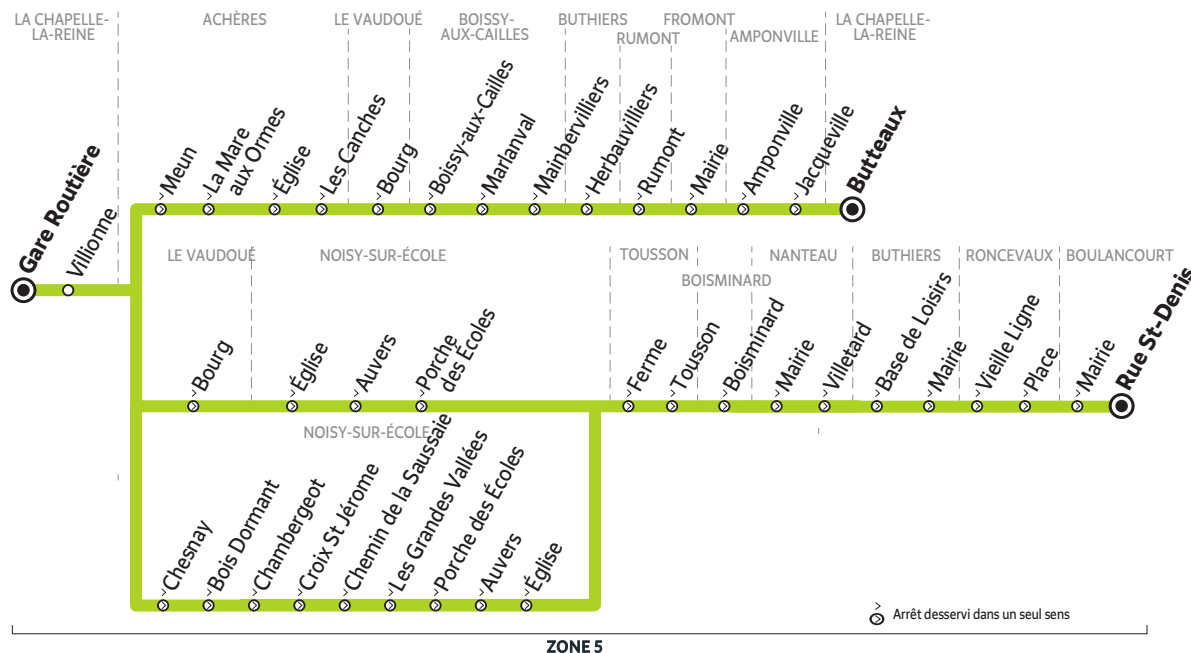 LA CHAPELLE-
LA-REINE
ACHÈRES
LE VAUDOUÉ
BOISSY-
AUX-CAILLES
BUTHIERS
RUMONT
FROMONT
AMPONVILLE
LA CHAPELLE-
LA-REINE
Gare Routière
Villionne
Meun
La Mare
aux Ormes
Église
Les Canches
Bourg
Boissy-aux-Cailles
Marlanval
Mainbervilliers
Herbauvilliers
Rumont
Mairie
Amponville
Jacqueville
Butteaux
LE VAUDOUÉ
NOISY-SUR-ÉCOLE
TOUSSON
BOISMINARD
NANTEAU
BUTHIERS
RONCEVAUX
BOULANCOURT
Bourg
Église
Auvers
Porche
des Écoles
Ferme
Tousson
Boisminard
Mairie
Villetard
Base de Loisirs
Mairie
Vieille Ligne
Place
Mairie
Rue St-Denis
NOISY-SUR-ÉCOLE
Chesnay
Bois Dormant
Chambergeot
Croix St Jérome
Chemin de la Saussaie
Les Grandes Vallées
Porche des Écoles
Auvers
Église
Arrêt desservi dans un seul sens
ZONE 5